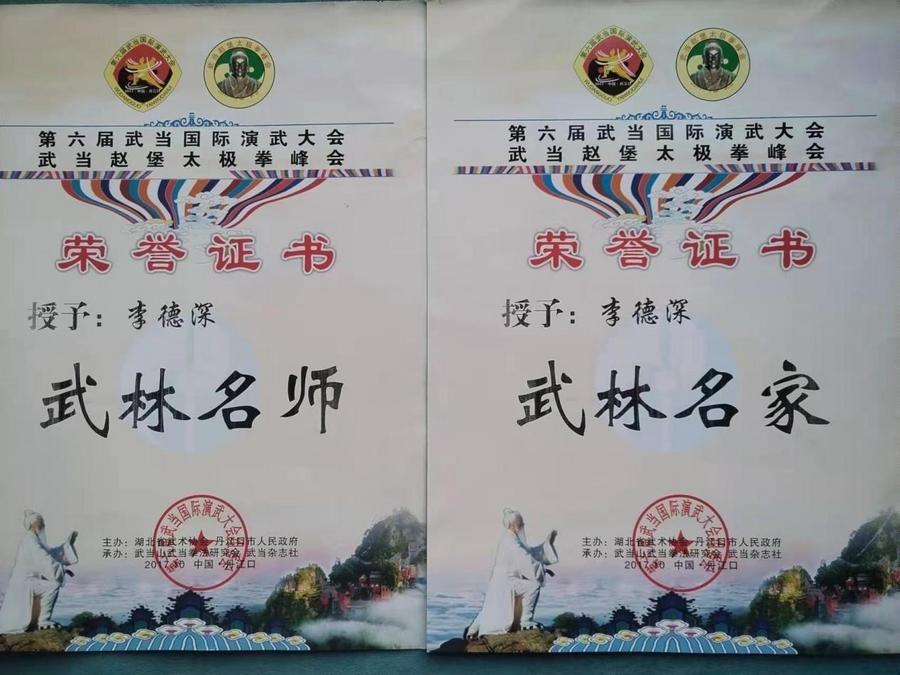 第六届武当国际演武大会
武当赵堡太极拳峰会
荣誉证书
授予：李德深
武林名师
主办：湖北省武术协会 丹江口市人民政府
承办：武当山武当拳法研究会 武当杂志社
2017.10 中国·丹江口
第六届武当国际演武大会
武当赵堡太极拳峰会
荣誉证书
授予：李德深
武林名家
主办：湖北省武术协会 丹江口市人民政府
承办：武当山武当拳法研究会 武当杂志社
2017.10 中国·丹江口